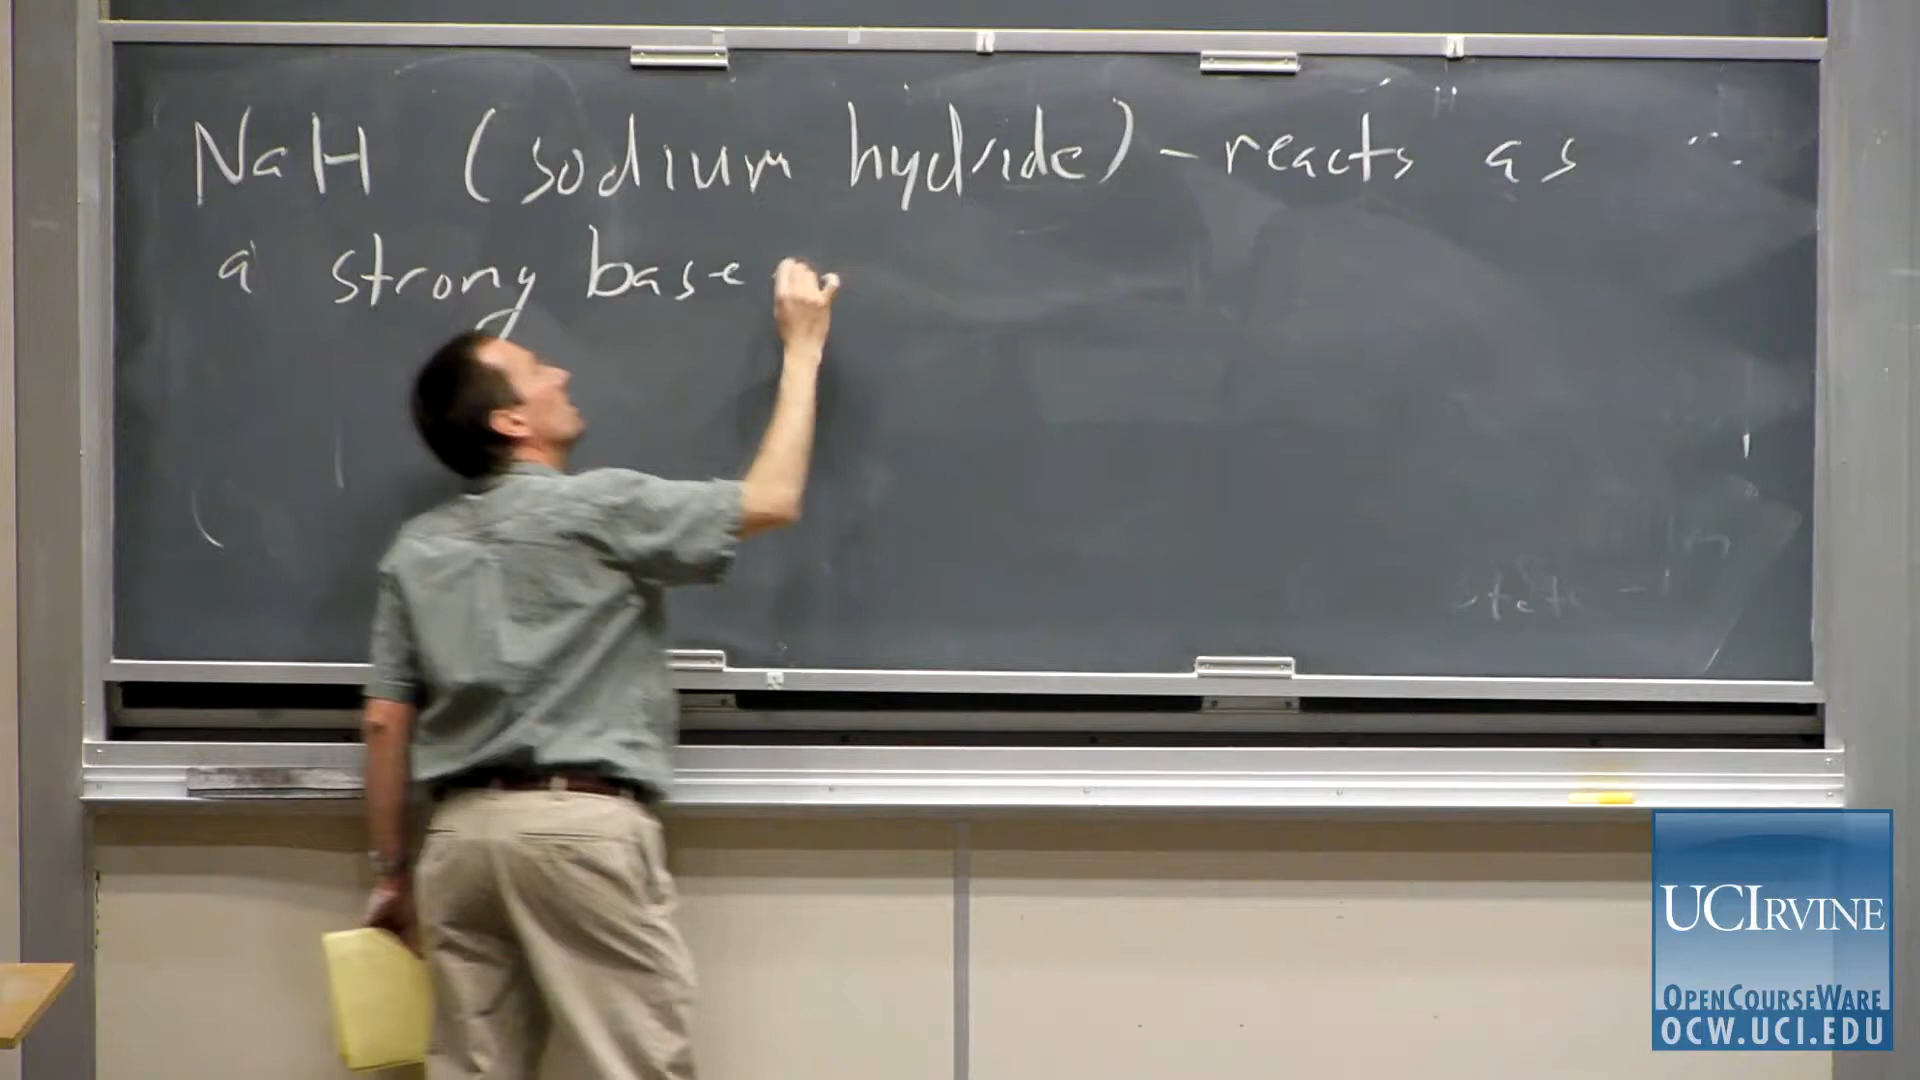 NaH (sodium hydride) - reacts as
a strong base
UCIRVINE
OPENCOURSEWARE
OCW.UCI.EDU